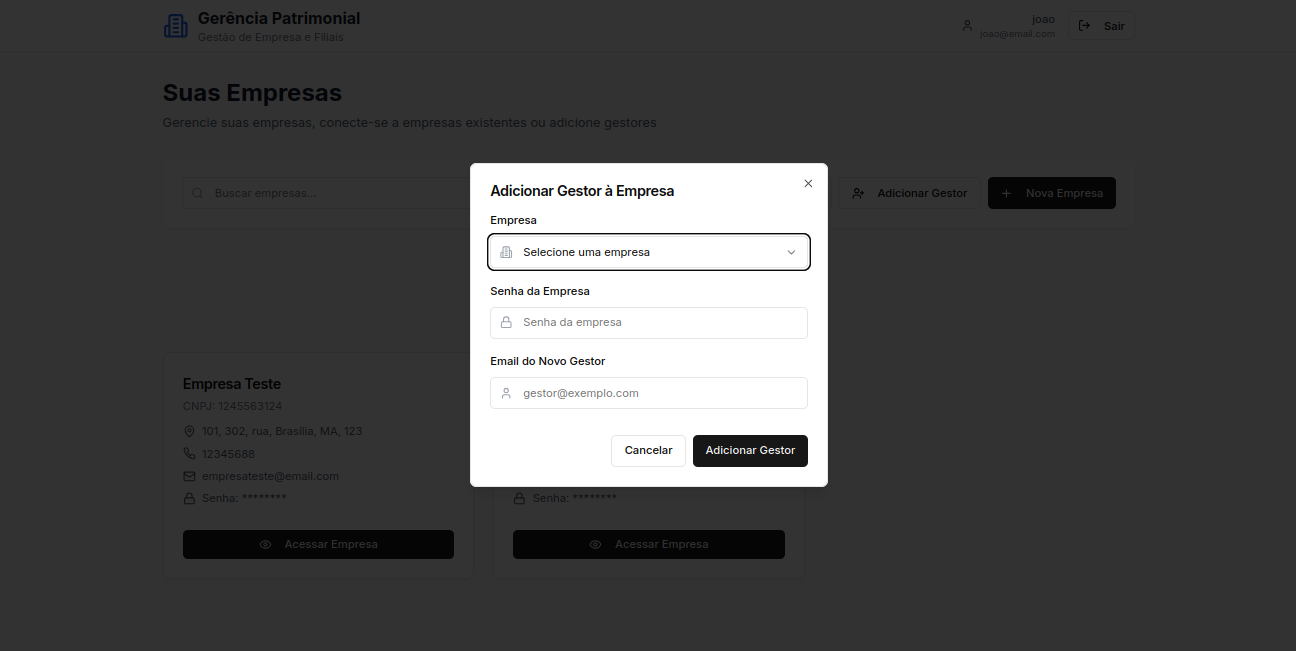 Gerência Patrimonial
Gestão de Empresa e Filiais
joao
joao@email.com
Sair
Suas Empresas
Gerencie suas empresas, conecte-se a empresas existentes ou adicione gestores
Buscar empresas...
Adicionar Gestor
Nova Empresa
Adicionar Gestor à Empresa
Empresa
Selecione uma empresa
Senha da Empresa
Senha da empresa
Email do Novo Gestor
gestor@exemplo.com
Cancelar
Adicionar Gestor
Empresa Teste
CNPJ: 1245563124
101, 302, rua, Brasília, MA, 123
12345688
empresateste@email.com
Senha: ********
Acessar Empresa
Senha: ********
Acessar Empresa